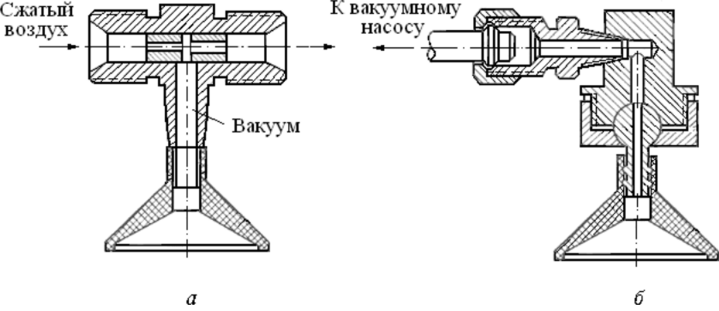 Сжатый
воздух
Вакуум
а
К вакуумному
насосу
б